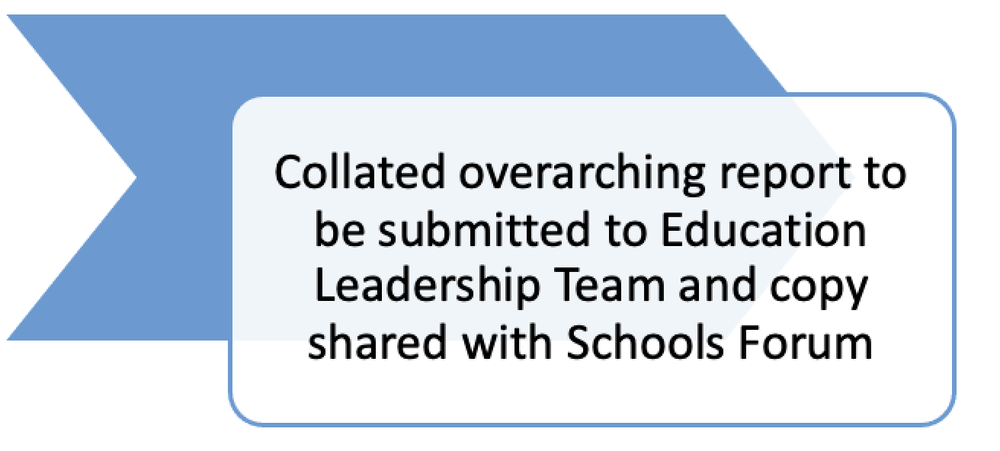 Collated overarching report to
be submitted to Education
Leadership Team and copy
shared with Schools Forum